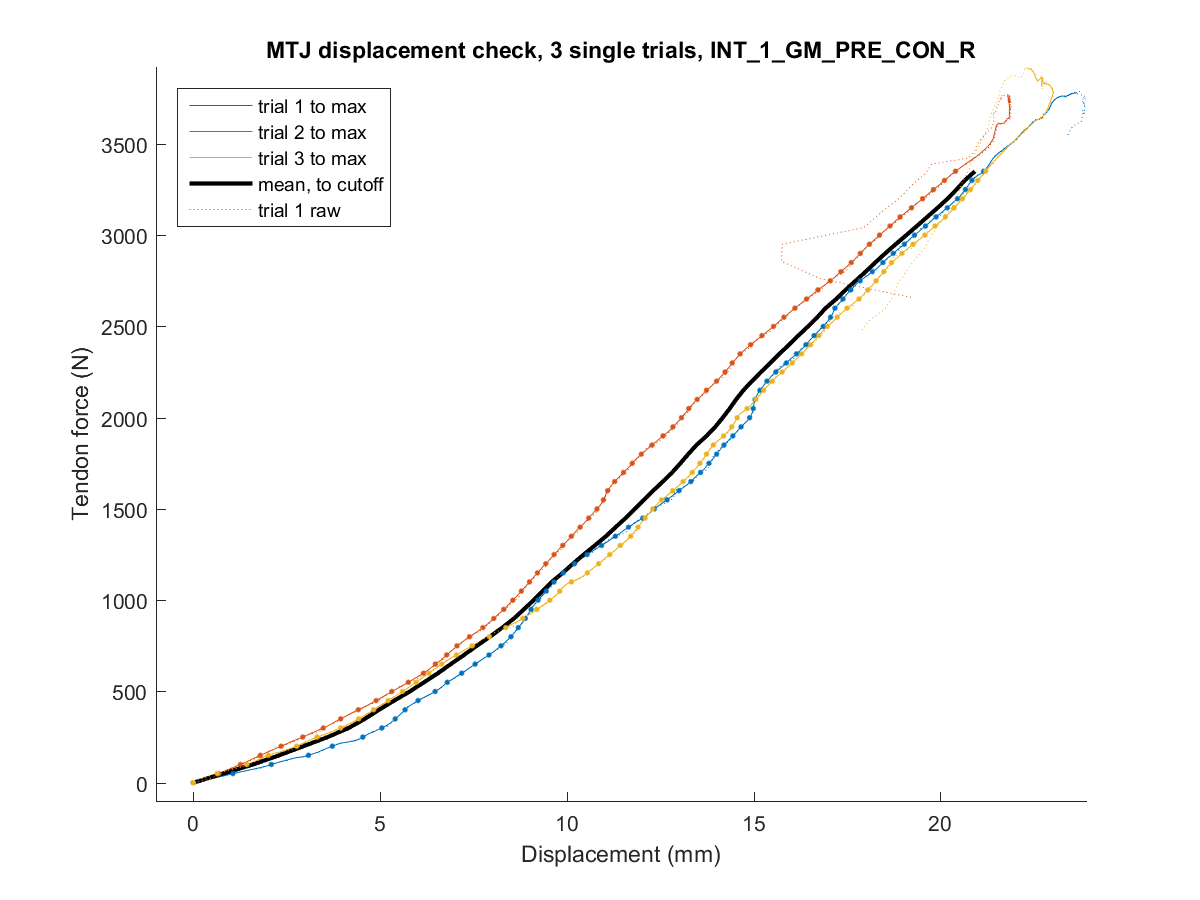 MTJ displacement check, 3 single trials, INT_1_GM_PRE_CON_R
trial 1 to max
trial 2 to max
trial 3 to max
mean, to cutoff
trial 1 raw
3500
3000
2500
2000
1500
1000
500
0
Tendon force (N)
0 5 10 15 20
Displacement (mm)